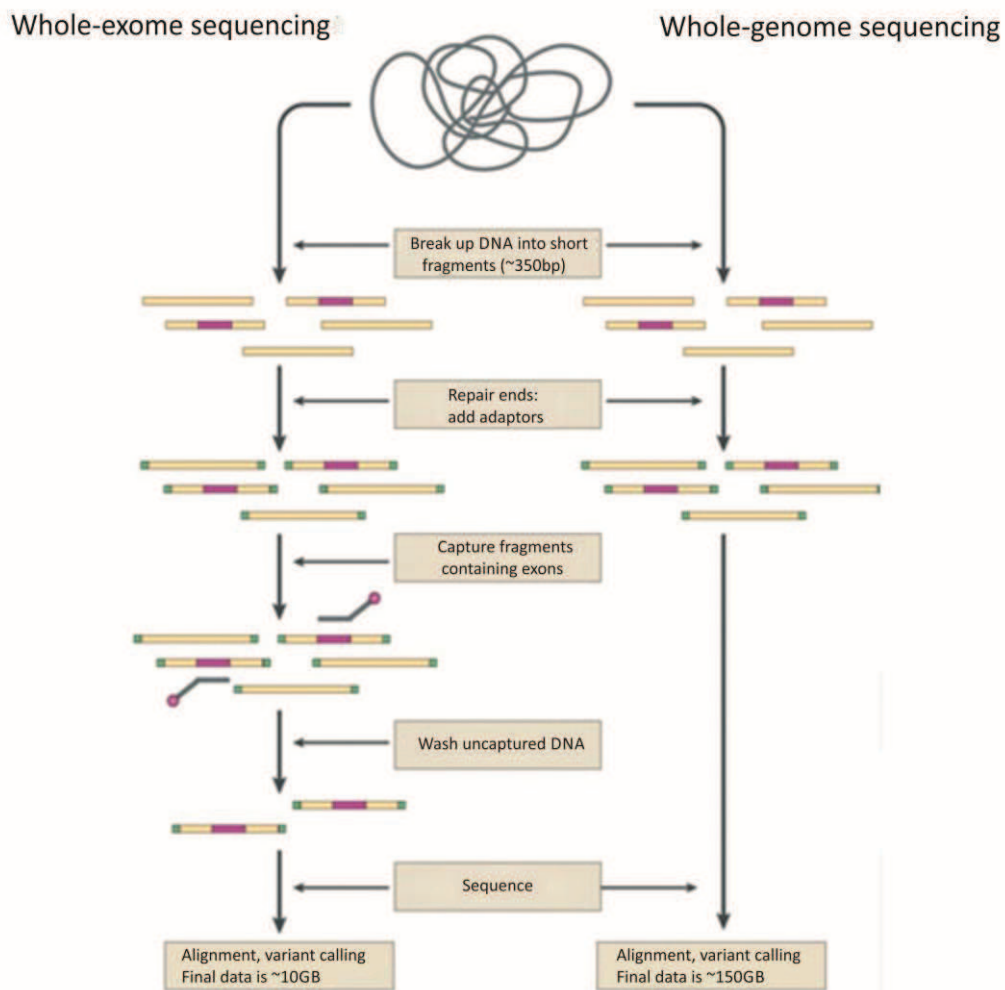 Whole-exome sequencing
Whole-genome sequencing
Break up DNA into short
fragments (~350bp)
Repair ends:
add adaptors
Capture fragments
containing exons
Wash uncaptured DNA
Sequence
Alignment, variant calling
Final data is ~10GB
Alignment, variant calling
Final data is ~150GB